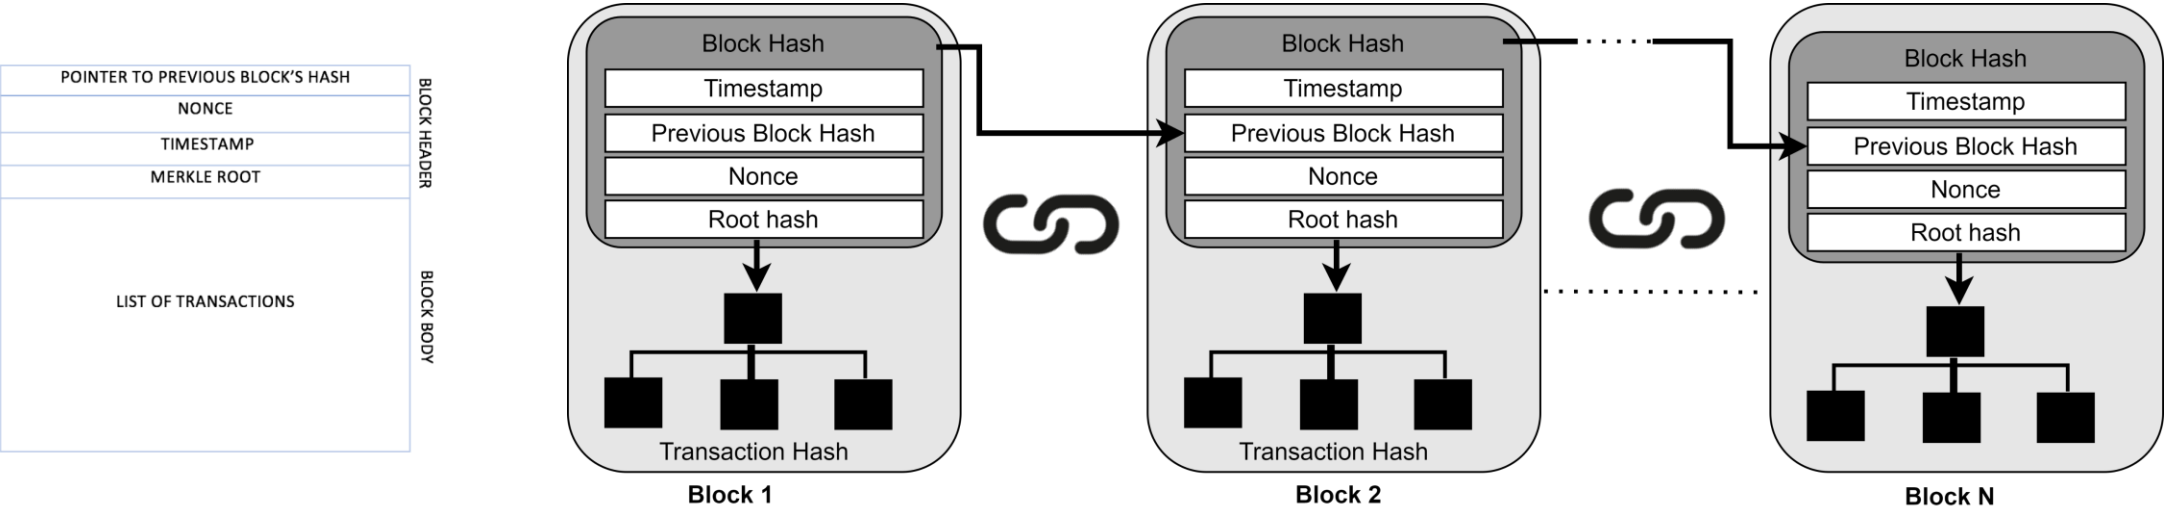 POINTER TO PREVIOUS BLOCK'S HASH
NONCE
TIMESTAMP
MERKLE ROOT
LIST OF TRANSACTIONS
BLOCK HEADER
BLOCK BODY
Block Hash
Timestamp
Previous Block Hash
Nonce
Root hash
Transaction Hash
Block 1
Block Hash
Timestamp
Previous Block Hash
Nonce
Root hash
Transaction Hash
Block 2
Block Hash
Timestamp
Previous Block Hash
Nonce
Root hash
Block N